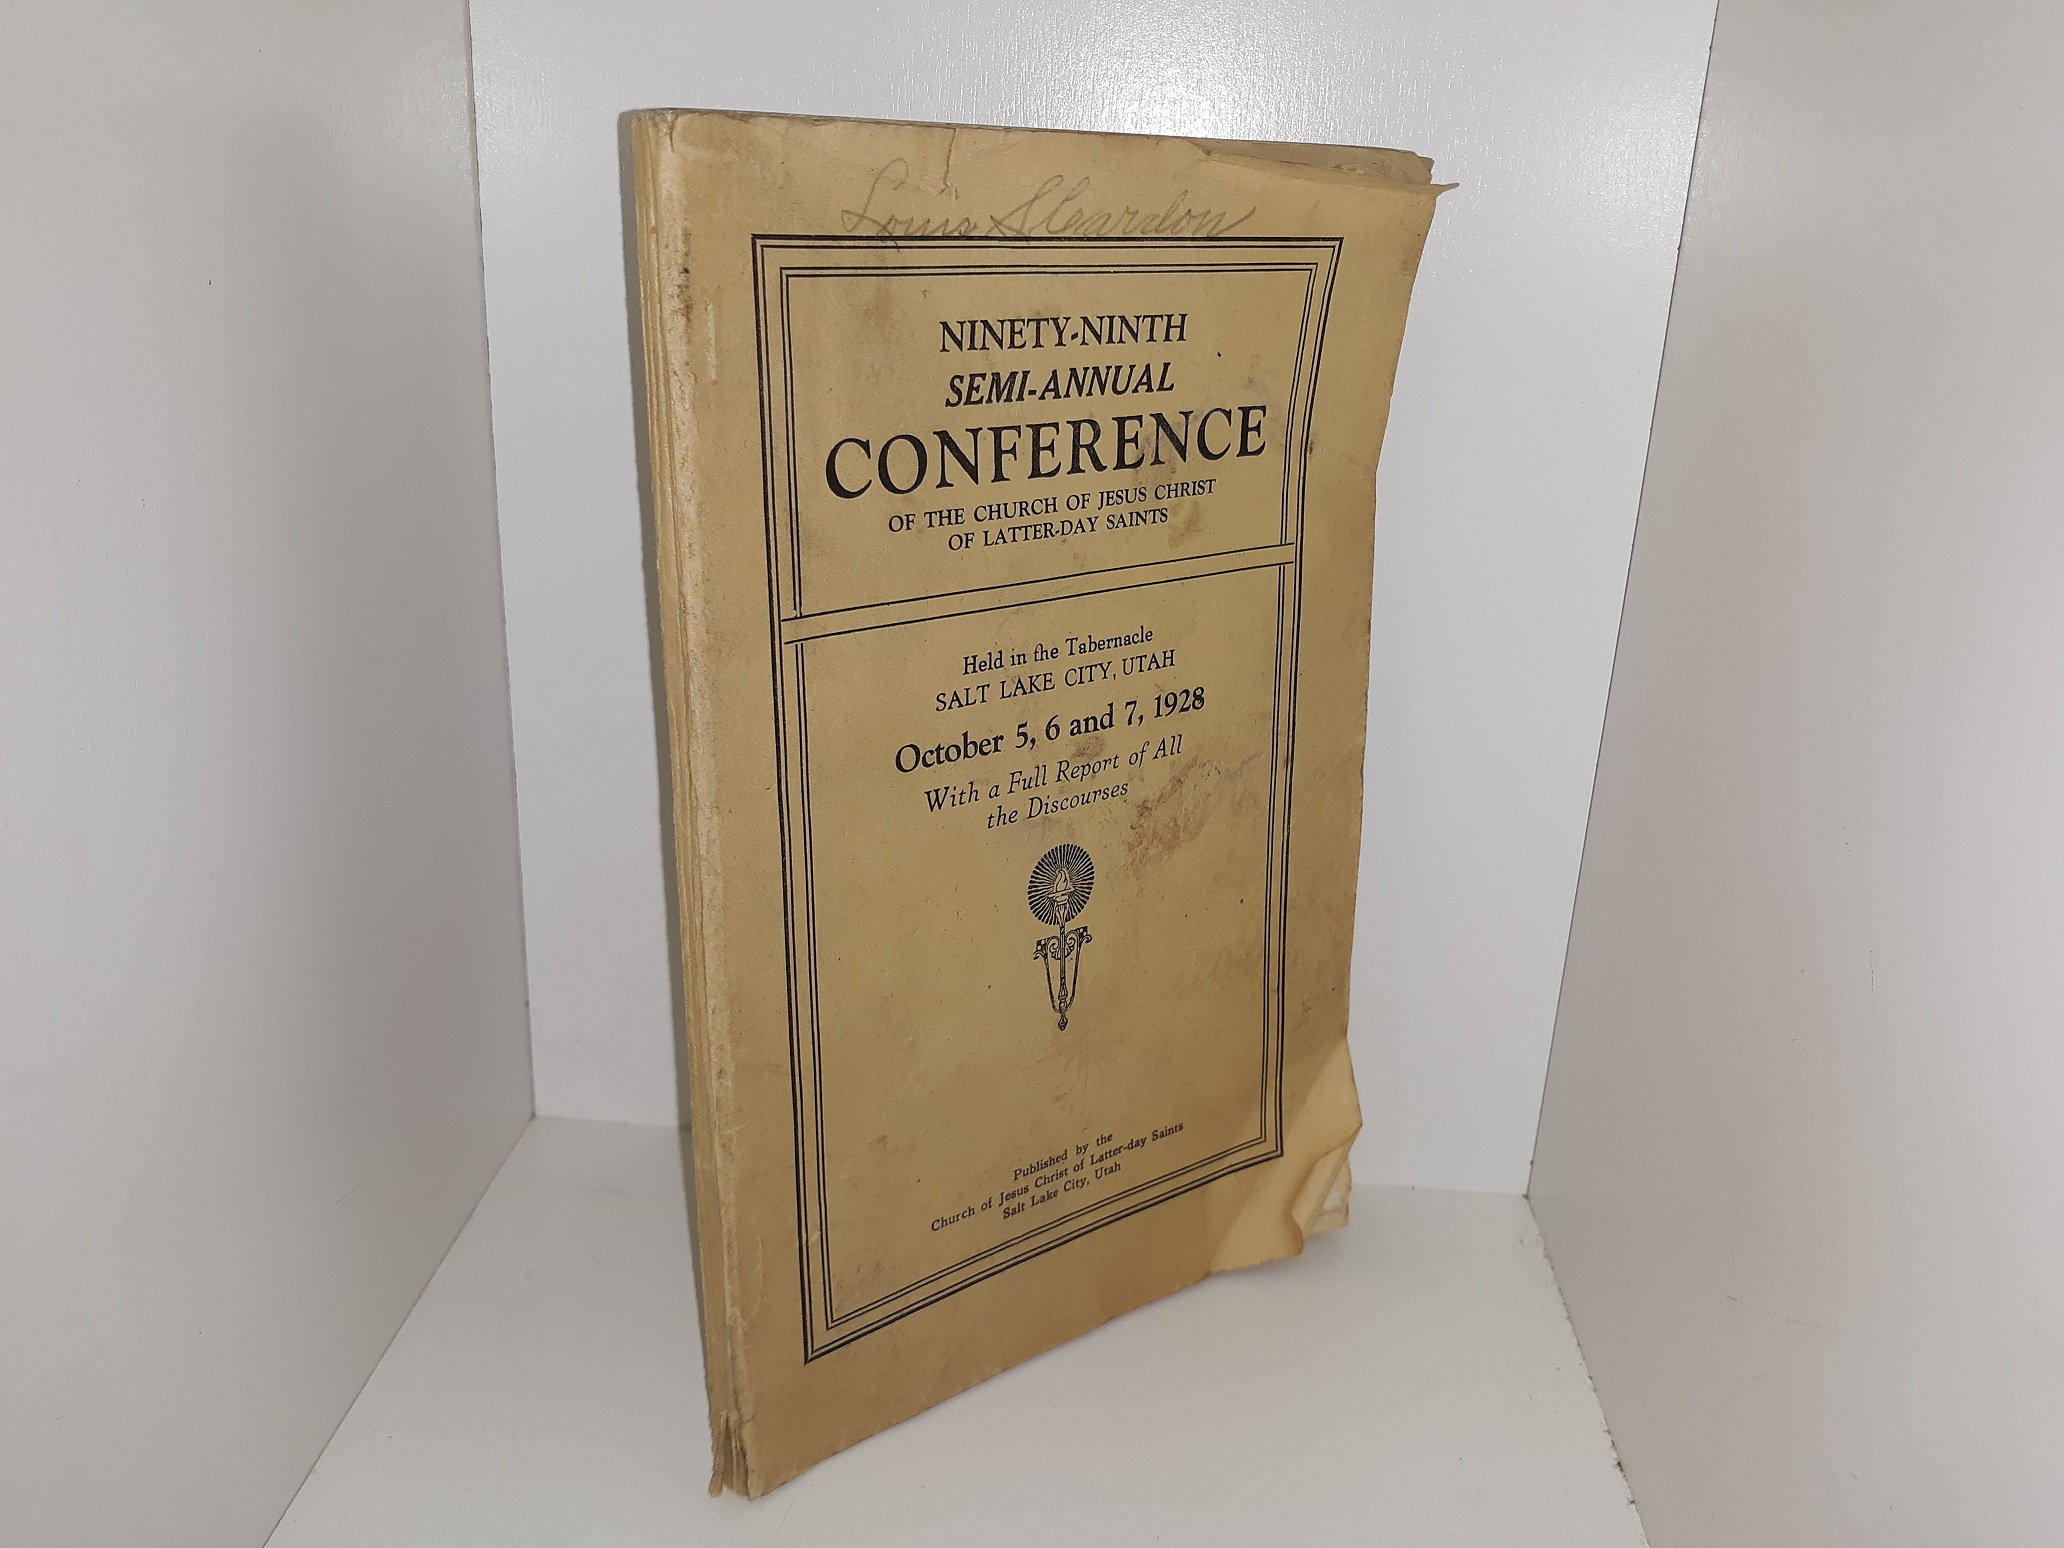 Louis S Cardon
NINETY-NINTH
SEMI-ANNUAL
CONFERENCE
OF THE CHURCH OF JESUS CHRIST
OF LATTER-DAY SAINTS
Held in the Tabernacle
SALT LAKE CITY, UTAH
October 5, 6 and 7, 1928
With a Full Report of All
the Discourses
Published by the
Church of Jesus Christ of Latter-day Saints
Salt Lake City, Utah